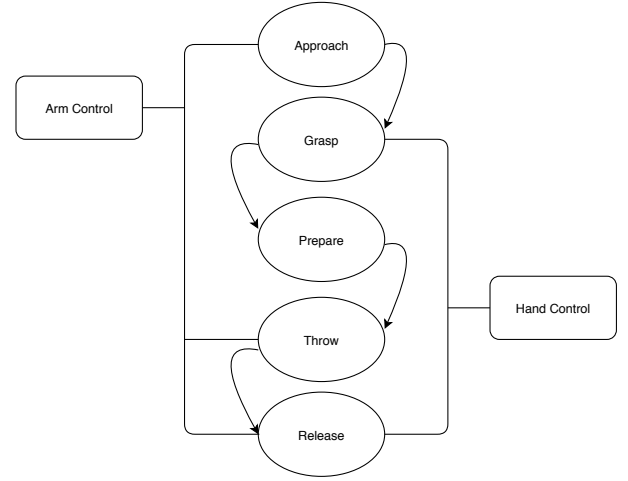 Approach
Arm Control
Grasp
Prepare
Hand Control
Throw
Release